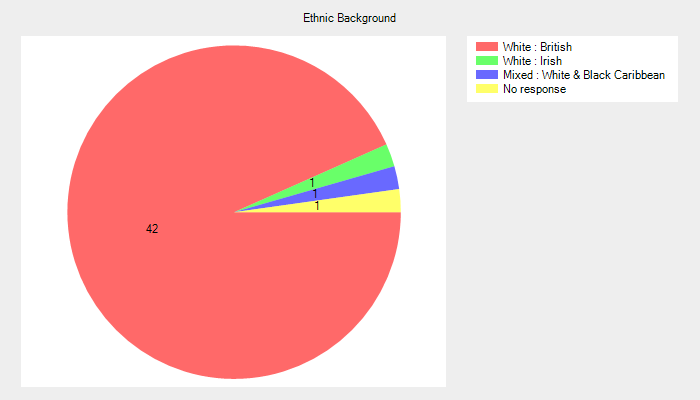 Ethnic Background
White : British
White : Irish
Mixed : White & Black Caribbean
No response
1
1
1
42